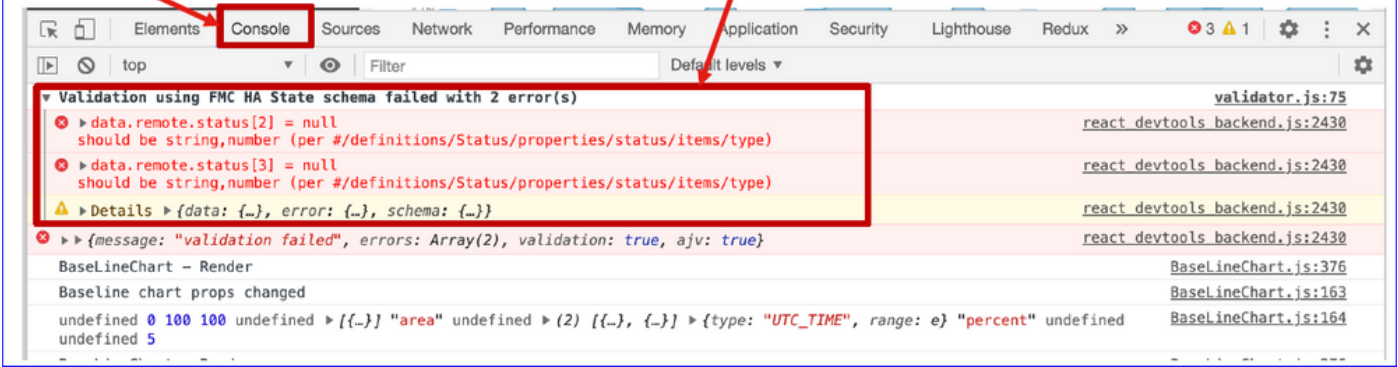 Elements Console Sources Network Performance Memory Application Security Lighthouse Redux » 3 1
top Filter Default levels
Validation using FMC HA State schema failed with 2 error(s) validator.js:75
data.remote.status[2] = null react_devtools_backend.js:2430
should be string,number (per #/definitions/Status/properties/status/items/type)
data.remote.status[3] = null react_devtools_backend.js:2430
should be string,number (per #/definitions/Status/properties/status/items/type)
Details {data: {…}, error: {…}, schema: {…}} react_devtools_backend.js:2430
{message: "validation failed", errors: Array(2), validation: true, ajv: true} react_devtools_backend.js:2430
BaseLineChart – Render BaseLineChart.js:376
Baseline chart props changed BaseLineChart.js:163
undefined 0 100 100 undefined [{…}] "area" undefined (2) [{…}, {…}] {type: "UTC_TIME", range: e} "percent" undefined BaseLineChart.js:164
undefined 5